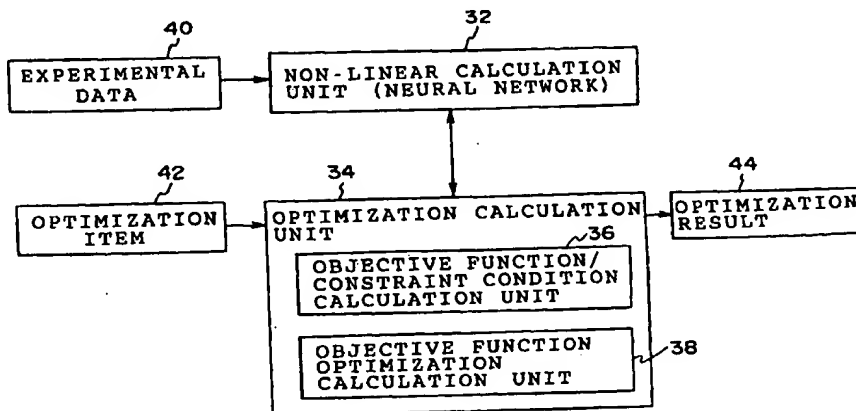 40
EXPERIMENTAL
DATA
32
NON-LINEAR CALCULATION
UNIT (NEURAL NETWORK)
42
OPTIMIZATION
ITEM
34
OPTIMIZATION CALCULATION
UNIT
36
OBJECTIVE FUNCTION/
CONSTRAINT CONDITION
CALCULATION UNIT
OBJECTIVE FUNCTION
OPTIMIZATION
CALCULATION UNIT
38
44
OPTIMIZATION
RESULT